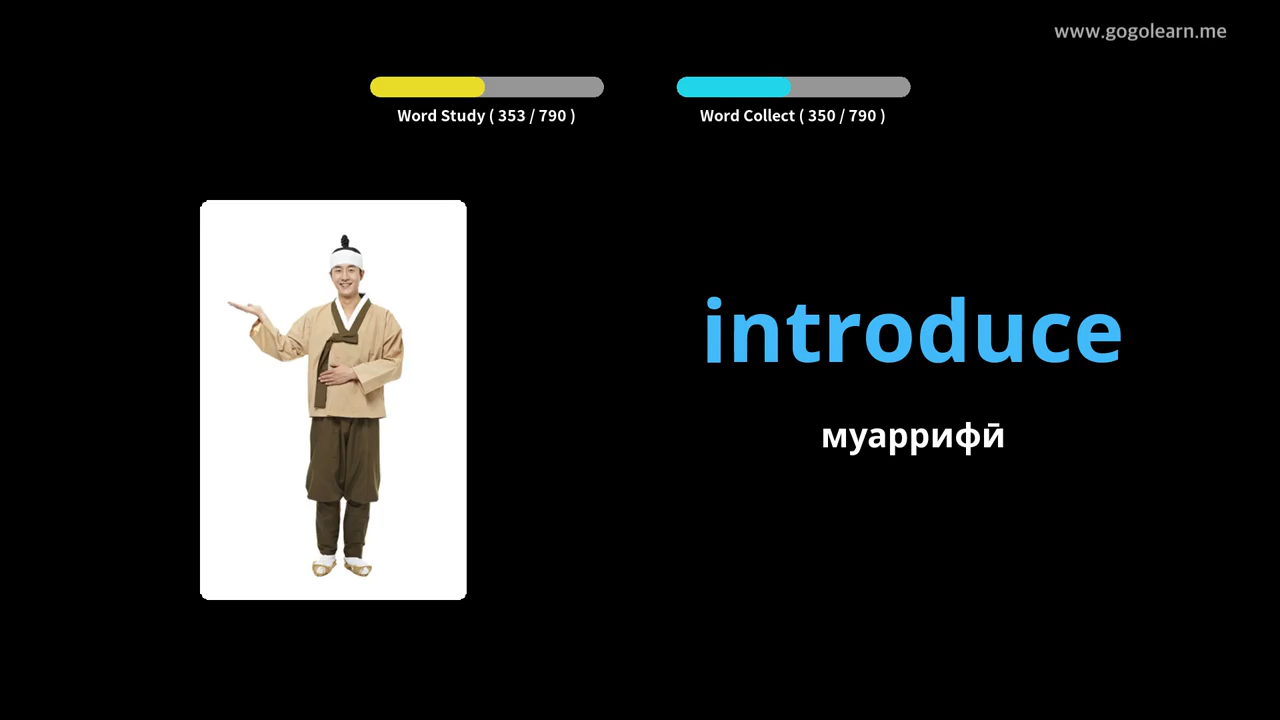 www.gogolearn.me
Word Study ( 353 / 790 )
Word Collect ( 350 / 790 )
introduce
муаррифӣ